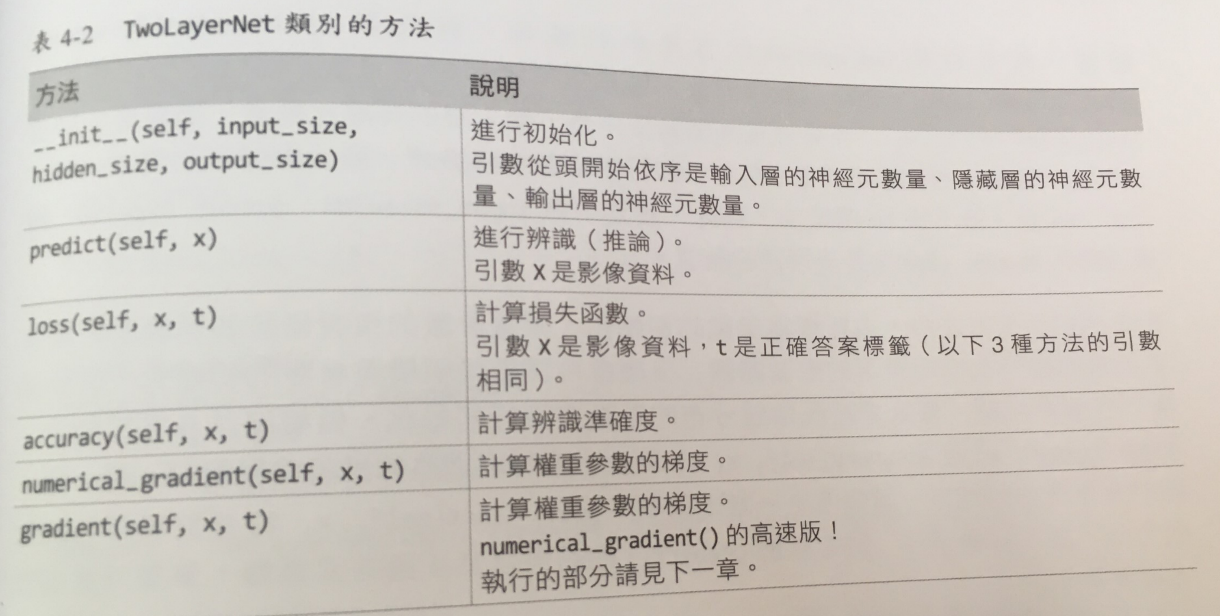 表 4-2 TwoLayerNet 類別的方法
方法 說明
__init__(self, input_size,
hidden_size, output_size)
進行初始化。
引數從頭開始依序是輸入層的神經元數量、隱藏層的神經元數
量、輸出層的神經元數量。
predict(self, x)
進行辨識（推論）。
引數 x 是影像資料。
loss(self, x, t)
計算損失函數。
引數 x 是影像資料，t 是正確答案標籤（以下 3 種方法的引數
相同）。
accuracy(self, x, t)
計算辨識準確度。
numerical_gradient(self, x, t)
計算權重參數的梯度。
gradient(self, x, t)
計算權重參數的梯度。
numerical_gradient() 的高速版！
執行的部分請見下一章。